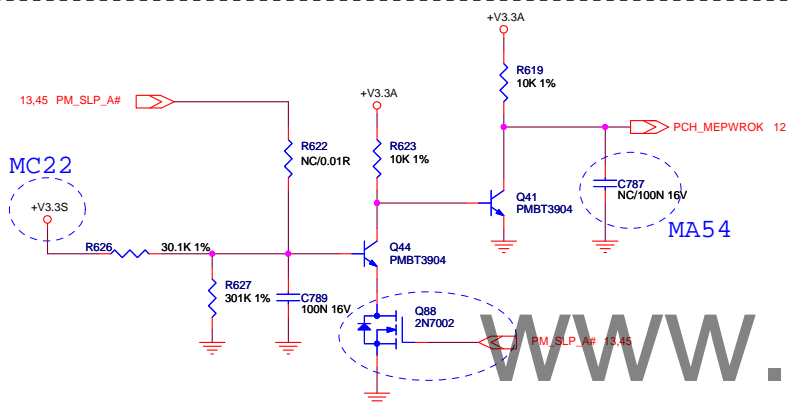 +V3.3A
R619
10K 1%
13,45 PM_SLP_A#
+V3.3A
PCH_MEPWROK 12
R622
NC/0.01R
R623
10K 1%
MC22
C787
NC/100N 16V
Q41
PMBT3904
+V3.3S
MA54
R626
30.1K 1%
Q44
PMBT3904
R627
301K 1%
C789
100N 16V
Q88
2N7002
PM_SLP_A# 13,45
WWW.